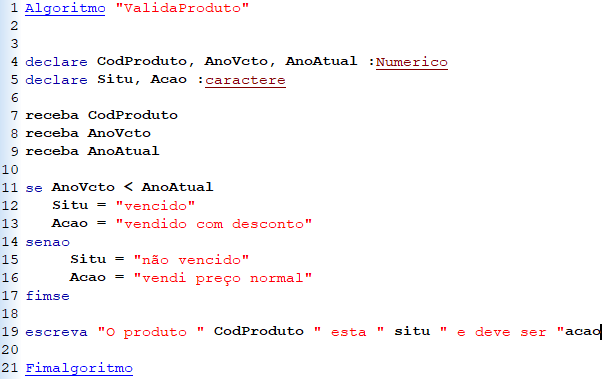 1 Algoritmo "ValidaProduto"
2
3
4 declare CodProduto, AnoVcto, AnoAtual :Numerico
5 declare Situ, Acao :caractere
6
7 receba CodProduto
8 receba AnoVcto
9 receba AnoAtual
10
11 se AnoVcto < AnoAtual
12 Situ = "vencido"
13 Acao = "vendido com desconto"
14 senao
15 Situ = "não vencido"
16 Acao = "vendi preço normal"
17 fimse
18
19 escreva "O produto " CodProduto " esta " situ " e deve ser "acao
20
21 Fimalgoritmo